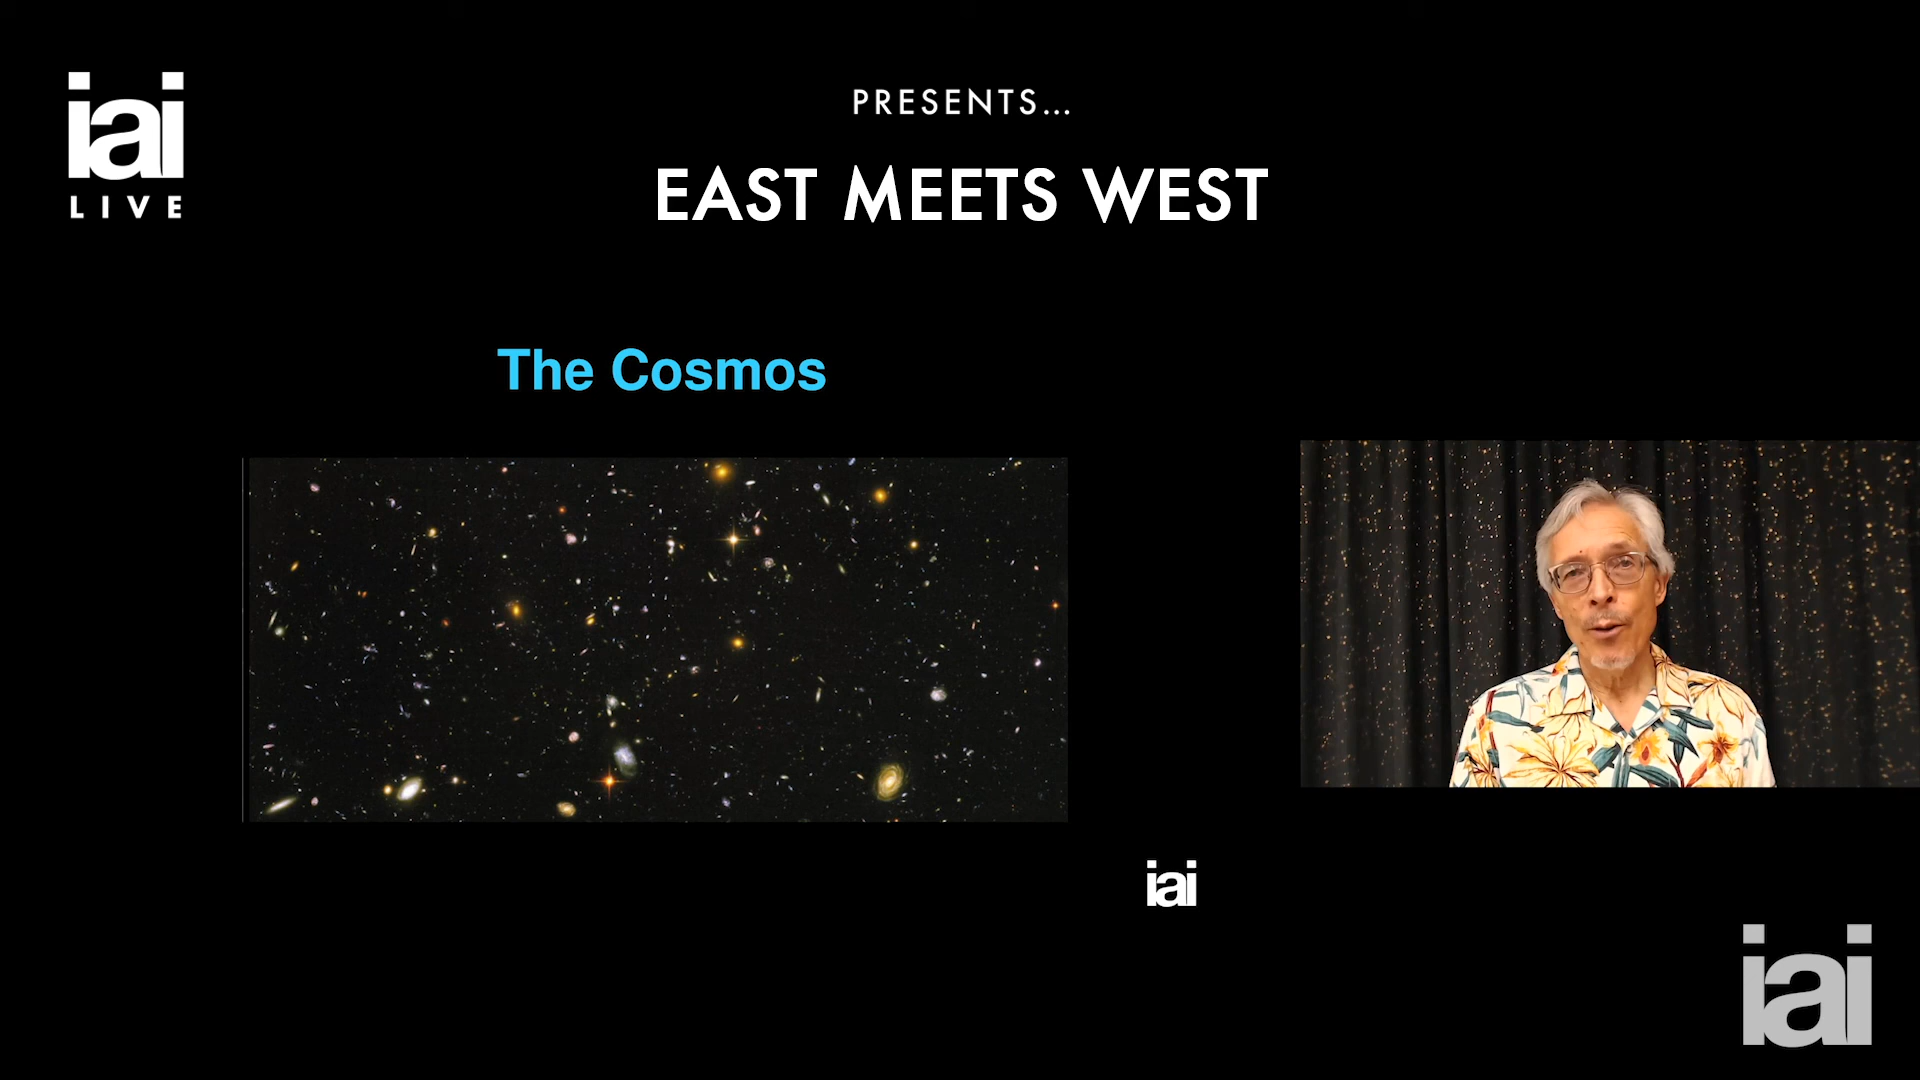 iai
LIVE
PRESENTS...
EAST MEETS WEST
The Cosmos
iai
iai